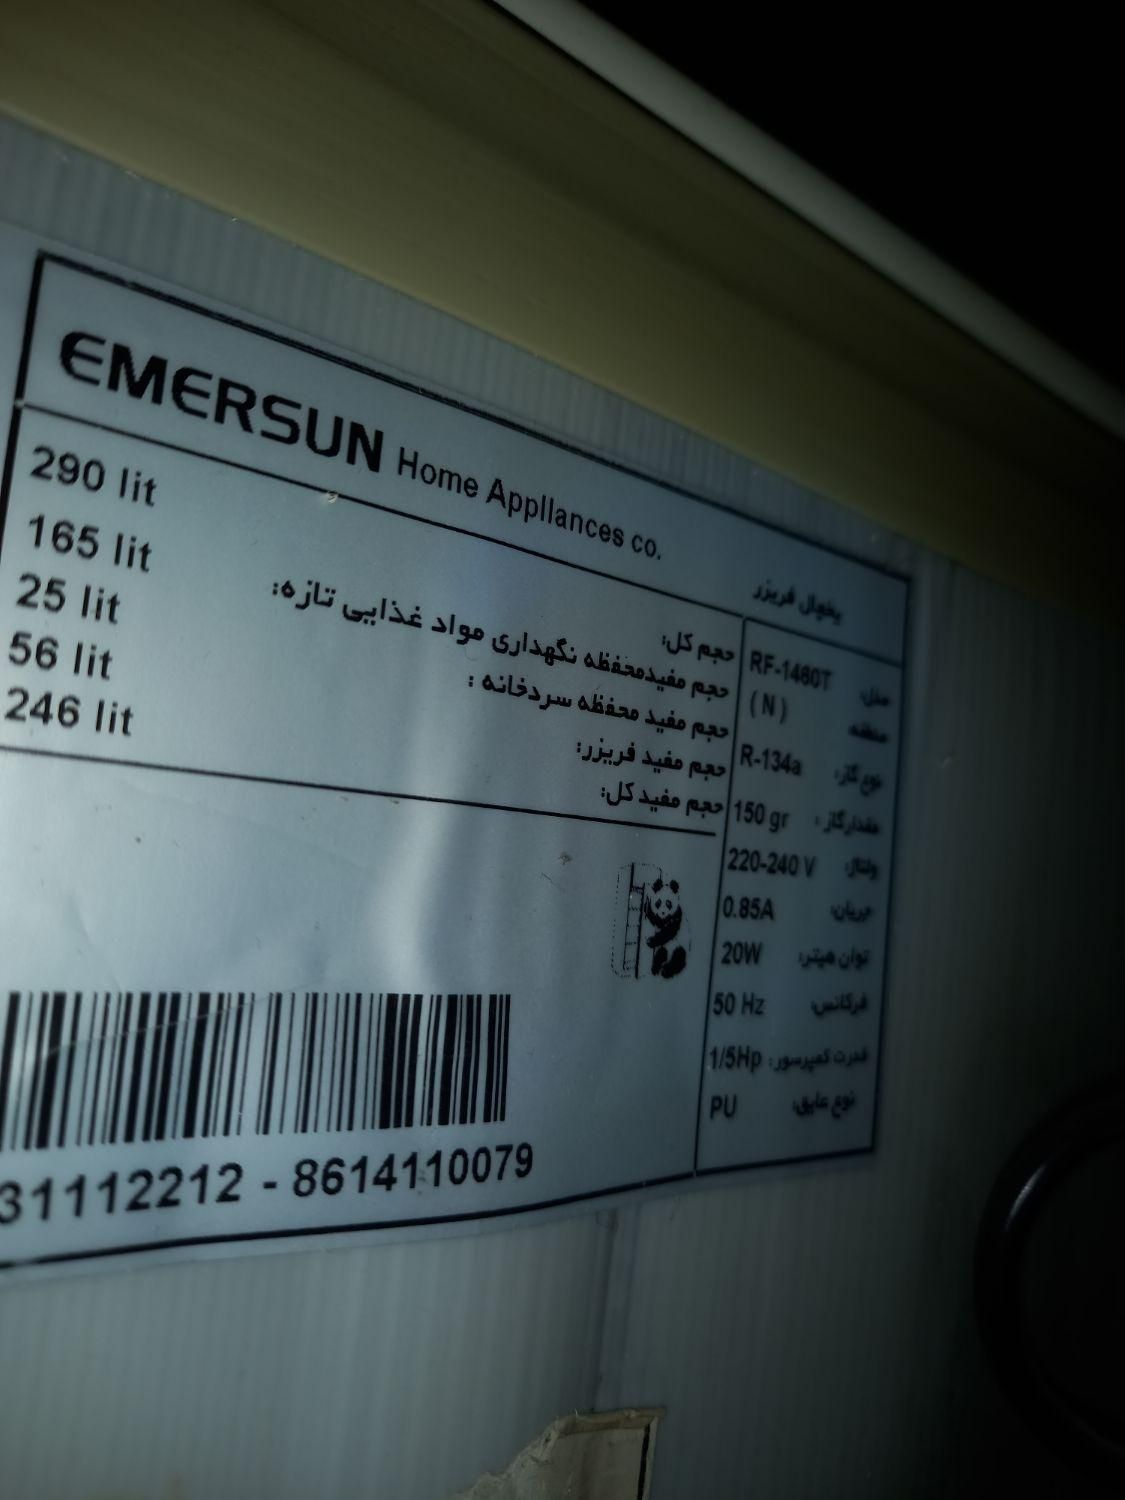 EMERSUN Home Appllances co.
یخچال فریزر
حجم کل: 290 lit
حجم مفیدمحفظه نگهداری مواد غذایی تازه: 165 lit
حجم مفید محفظه سردخانه : 25 lit
حجم مفید فریزر: 56 lit
حجم مفید کل: 246 lit
مدل: RF-1460T
منطقه (N)
نوع گاز: R-134a
مقدارگاز : 150 gr
ولتاژ: 220-240 V
جریان: 0.85A
توان هیتر: 20W
فرکانس: 50 Hz
قدرت کمپرسور: 1/5Hp
نوع عایق: PU
31112212 - 8614110079